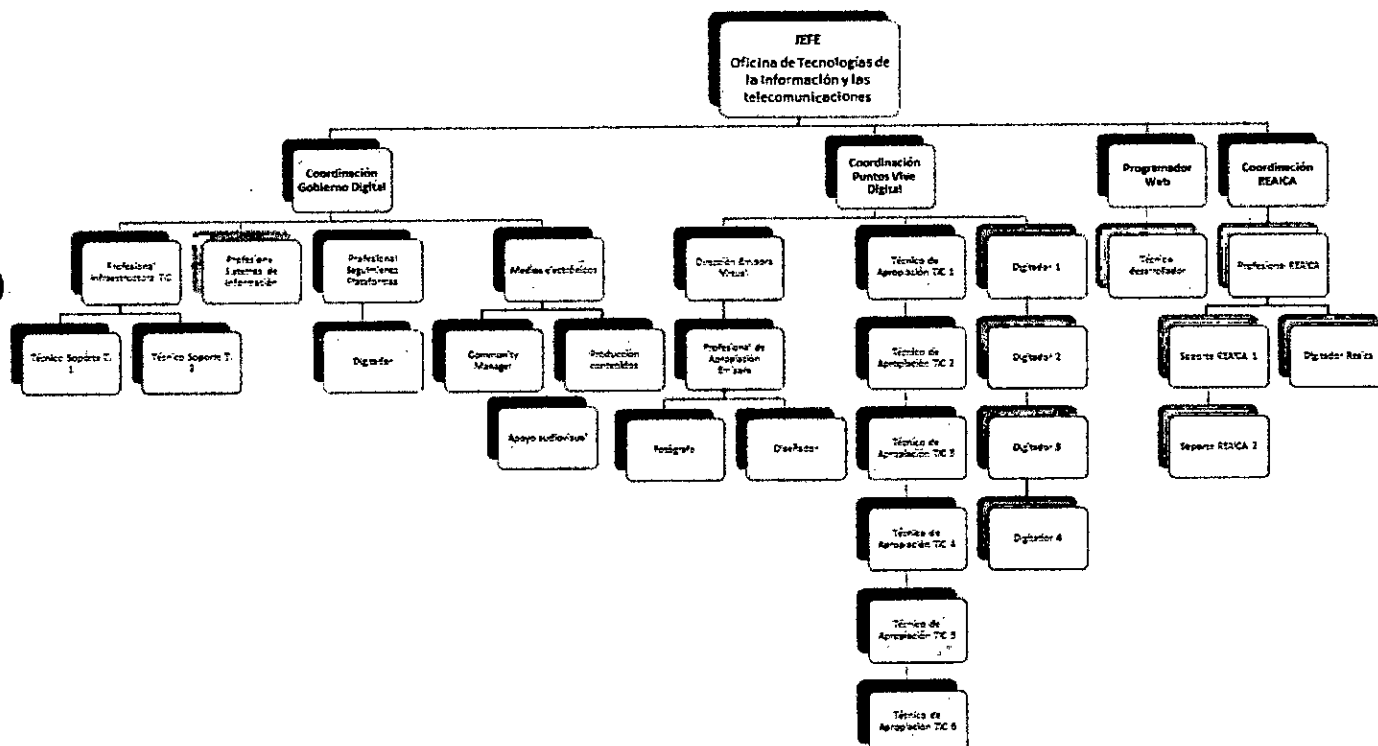 JEFE
Oficina de Tecnologías de
la Información y las
telecomunicaciones
Coordinación
Gobierno Digital
Coordinación
Puntos Vive
Digital
Programador
Web
Coordinación
REAICA
Profesional
Infraestructura TIC
Profesiona
Sistemas de
Información
Profesional
Seguimiento
Plataformas
Medios electrónicos
Dirección Emisora
Virtual
Técnico de
Apropiación TIC 1
Digitador 1
Técnico
desarrollador
Profesional REAICA
Técnico Soporte T.
1
Técnico Soporte T.
2
Digitador
Community
Manager
Producción
contenidos
Profesional de
Apropiación
Emisora
Técnico de
Apropiación TIC 2
Digitador 2
Soporte REAICA 1
Digitador Reaica
Apoyo audiovisual
Fotógrafo
Diseñador
Técnico de
Apropiación TIC 3
Digitador 3
Soporte REAICA 2
Técnico de
Apropiación TIC 4
Digitador 4
Técnico de
Apropiación TIC 5
Técnico de
Apropiación TIC 6